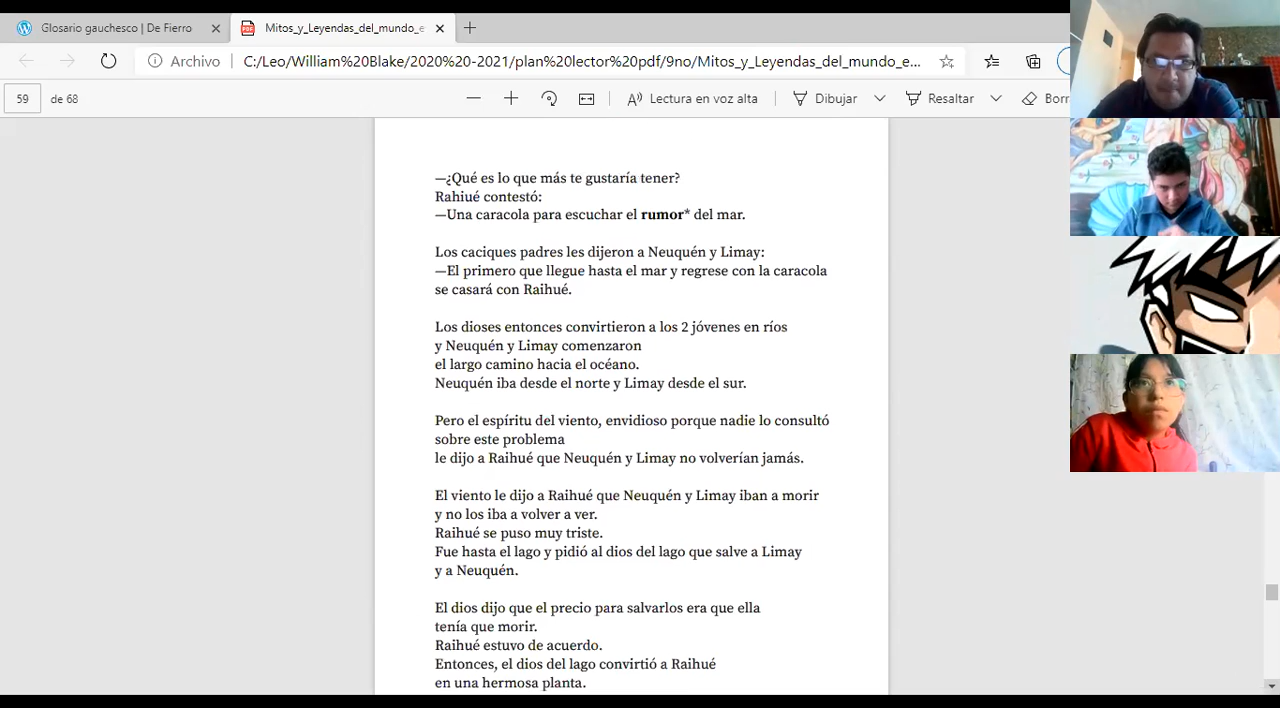 Glosario gauchesco | De Fierro
Mitos_y_Leyendas_del_mundo_e
Archivo
C:/Leo/William%20Blake/2020%20-2021/plan%20lector%20pdf/9no/Mitos_y_Leyendas_del_mundo_e...
59 de 68
Lectura en voz alta
Dibujar
Resaltar
Borr
—¿Qué es lo que más te gustaría tener?
Rahiué contestó:
—Una caracola para escuchar el rumor* del mar.
Los caciques padres les dijeron a Neuquén y Limay:
—El primero que llegue hasta el mar y regrese con la caracola
se casará con Raihué.
Los dioses entonces convirtieron a los 2 jóvenes en ríos
y Neuquén y Limay comenzaron
el largo camino hacia el océano.
Neuquén iba desde el norte y Limay desde el sur.
Pero el espíritu del viento, envidioso porque nadie lo consultó
sobre este problema
le dijo a Raihué que Neuquén y Limay no volverían jamás.
El viento le dijo a Raihué que Neuquén y Limay iban a morir
y no los iba a volver a ver.
Raihué se puso muy triste.
Fue hasta el lago y pidió al dios del lago que salve a Limay
y a Neuquén.
El dios dijo que el precio para salvarlos era que ella
tenía que morir.
Raihué estuvo de acuerdo.
Entonces, el dios del lago convirtió a Raihué
en una hermosa planta.